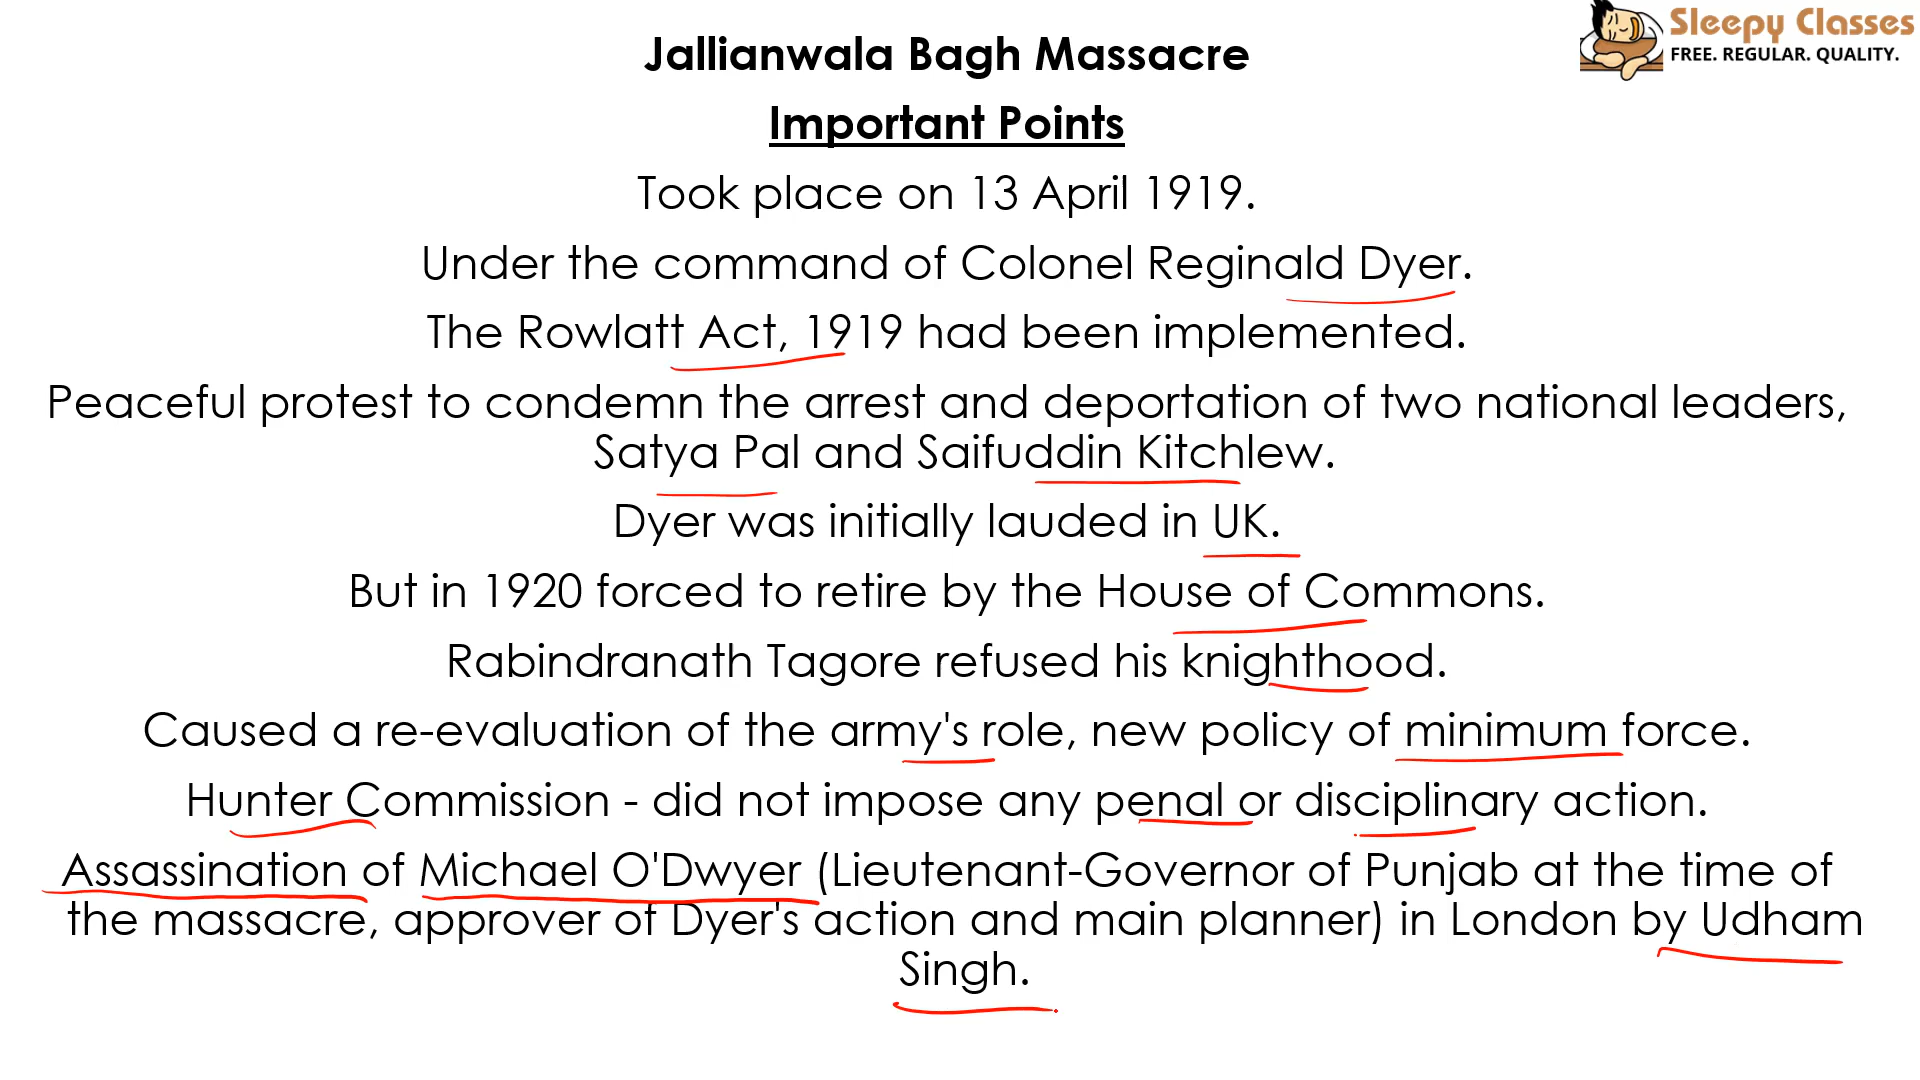 Sleepy Classes
FREE. REGULAR. QUALITY.
Jallianwala Bagh Massacre
Important Points
Took place on 13 April 1919.
Under the command of Colonel Reginald Dyer.
The Rowlatt Act, 1919 had been implemented.
Peaceful protest to condemn the arrest and deportation of two national leaders,
Satya Pal and Saifuddin Kitchlew.
Dyer was initially lauded in UK.
But in 1920 forced to retire by the House of Commons.
Rabindranath Tagore refused his knighthood.
Caused a re-evaluation of the army's role, new policy of minimum force.
Hunter Commission - did not impose any penal or disciplinary action.
Assassination of Michael O'Dwyer (Lieutenant-Governor of Punjab at the time of
the massacre, approver of Dyer's action and main planner) in London by Udham
Singh.